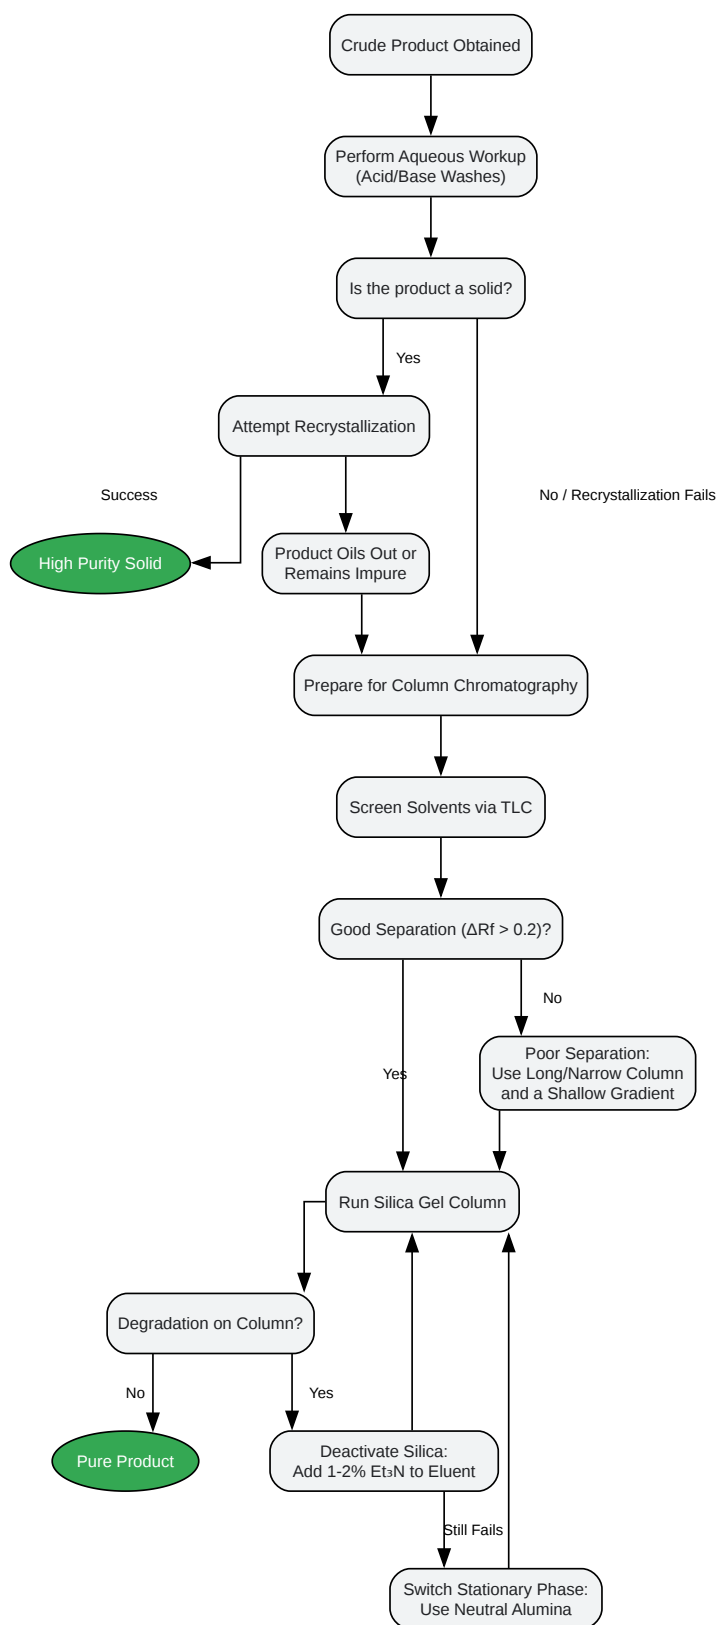 Crude Product Obtained
Perform Aqueous Workup
(Acid/Base Washes)
Is the product a solid?
Yes
Attempt Recrystallization
Success
No / Recrystallization Fails
High Purity Solid
Product Oils Out or
Remains Impure
Prepare for Column Chromatography
Screen Solvents via TLC
Good Separation (ΔRf > 0.2)?
No
Yes
Poor Separation:
Use Long/Narrow Column
and a Shallow Gradient
Run Silica Gel Column
Degradation on Column?
No
Yes
Pure Product
Deactivate Silica:
Add 1-2% Et₃N to Eluent
Still Fails
Switch Stationary Phase:
Use Neutral Alumina